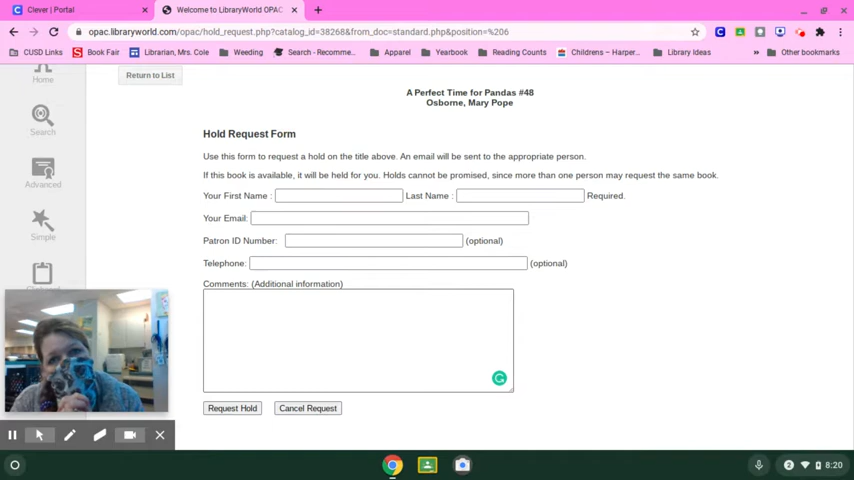 Clever | Portal
Welcome to LibraryWorld OPAC
opac.libraryworld.com/opac/hold_request.php?catalog_id=38268&from_doc=standard.php&position=%206
CUSD Links Book Fair Librarian, Mrs. Cole Weeding Search - Recomme... Apparel Yearbook Reading Counts Childrens – Harper... Library Ideas » Other bookmarks
Home
Return to List
A Perfect Time for Pandas #48
Osborne, Mary Pope
Search
Hold Request Form
Use this form to request a hold on the title above. An email will be sent to the appropriate person.
If this book is available, it will be held for you. Holds cannot be promised, since more than one person may request the same book.
Advanced
Your First Name : Last Name : Required.
Your Email:
Simple
Patron ID Number: (optional)
Telephone: (optional)
Comments: (Additional information)
Request Hold Cancel Request
2 8:20